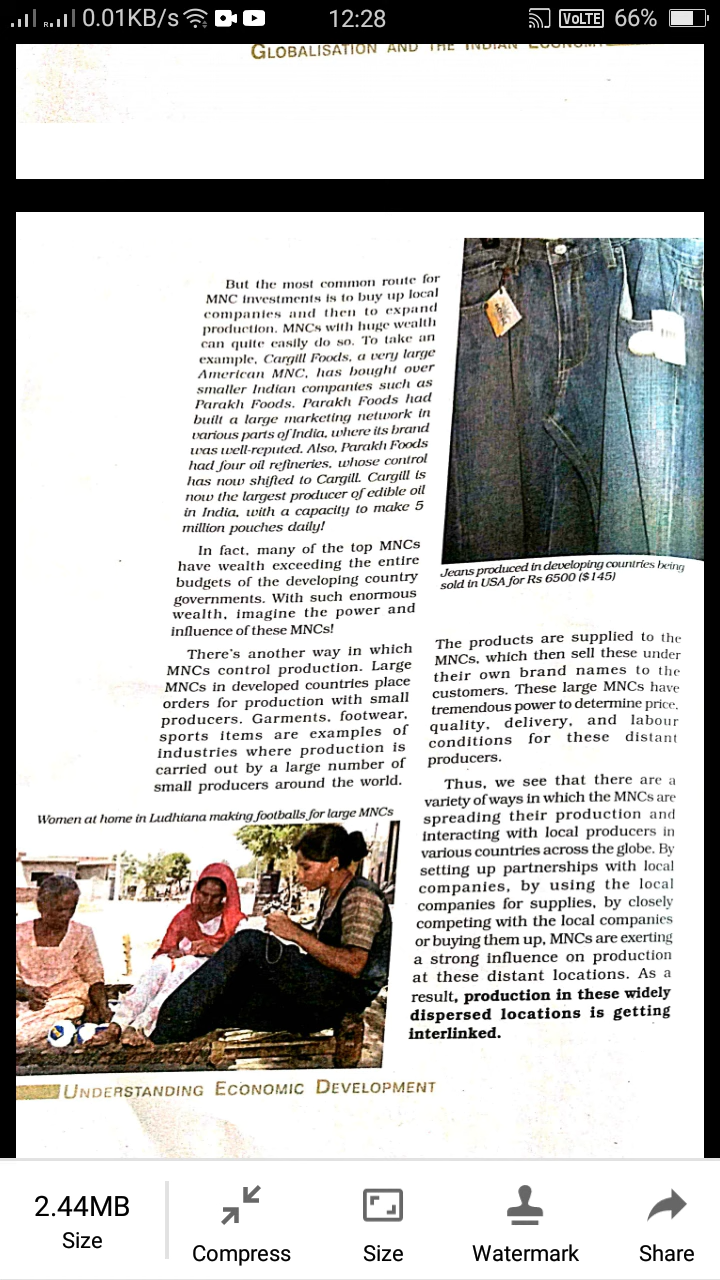 0.01KB/s
12:28
VoLTE
66%
GLOBALISATION AND THE INDIAN ECONOMY
But the most common route for
MNC investments is to buy up local
companies and then to expand
production. MNCs with huge wealth
can quite easily do so. To take an
example, Cargill Foods, a very large
American MNC, has bought over
smaller Indian companies such as
Parakh Foods. Parakh Foods had
built a large marketing network in
various parts of India, where its brand
was well-reputed. Also, Parakh Foods
had four oil refineries, whose control
has now shifted to Cargill. Cargill is
now the largest producer of edible oil
in India, with a capacity to make 5
million pouches daily!
In fact, many of the top MNCs
have wealth exceeding the entire
budgets of the developing country
governments. With such enormous
wealth, imagine the power and
influence of these MNCs!
There's another way in which
MNCs control production. Large
MNCs in developed countries place
orders for production with small
producers. Garments, footwear,
sports items are examples of
industries where production is
carried out by a large number of
small producers around the world.
Women at home in Ludhiana making footballs for large MNCs
UNDERSTANDING ECONOMIC DEVELOPMENT
Jeans produced in developing countries being
sold in USA for Rs 6500 ($145)
The products are supplied to the
MNCs, which then sell these under
their own brand names to the
customers. These large MNCs have
tremendous power to determine price,
quality, delivery, and labour
conditions for these distant
producers.
Thus, we see that there are a
variety of ways in which the MNCs are
spreading their production and
interacting with local producers in
various countries across the globe. By
setting up partnerships with local
companies, by using the local
companies for supplies, by closely
competing with the local companies
or buying them up, MNCs are exerting
a strong influence on production
at these distant locations. As a
result, production in these widely
dispersed locations is getting
interlinked.
2.44MB
Size
Compress
Size
Watermark
Share